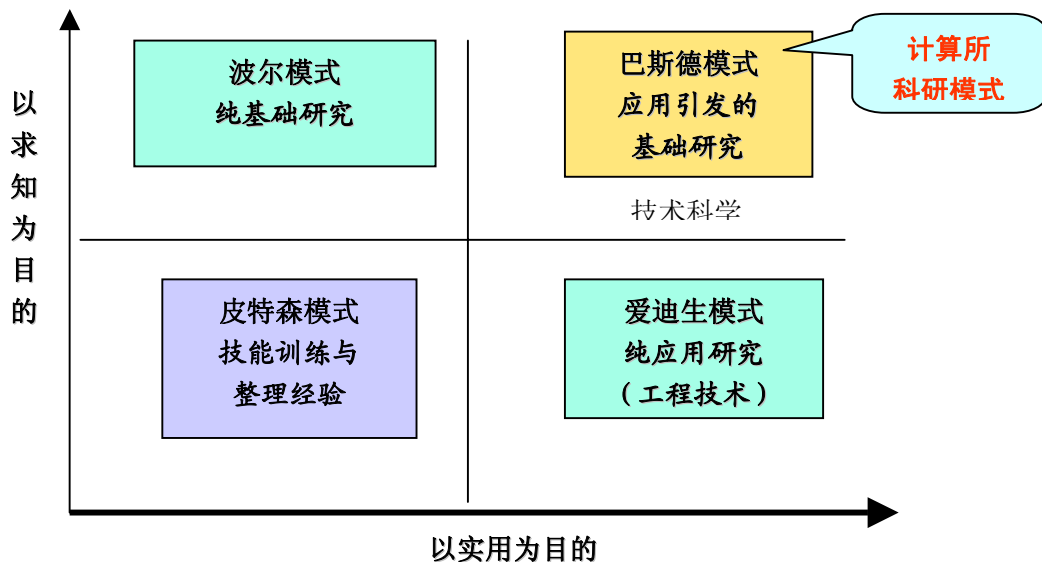 以求知为目的
波尔模式
纯基础研究
巴斯德模式
应用引发的
基础研究
计算所
科研模式
技术科学
皮特森模式
技能训练与
整理经验
爱迪生模式
纯应用研究
（工程技术）
以实用为目的